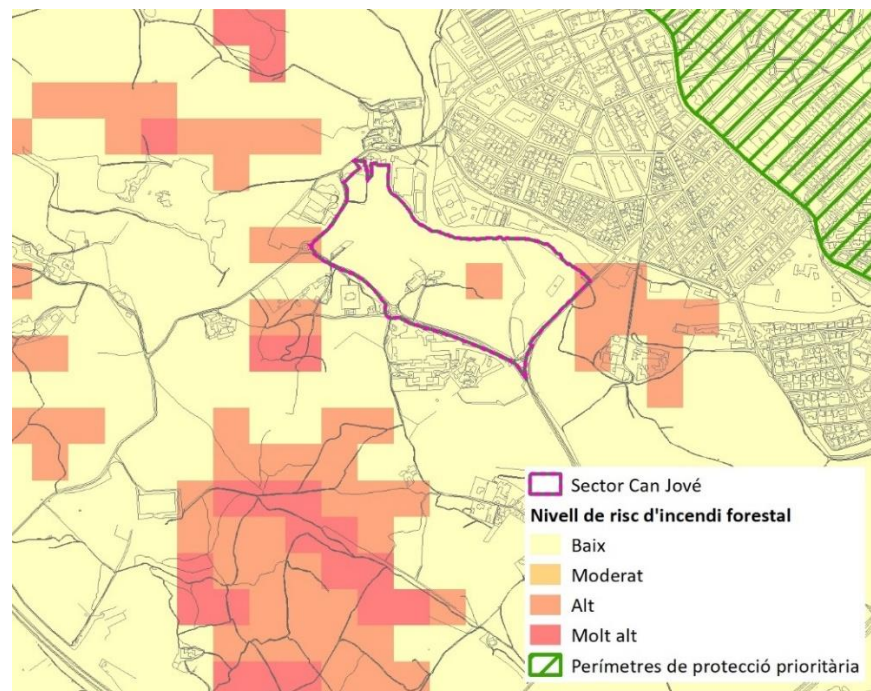 Sector Can Jové
Nivell de risc d'incendi forestal
Baix
Moderat
Alt
Molt alt
Perímetres de protecció prioritària